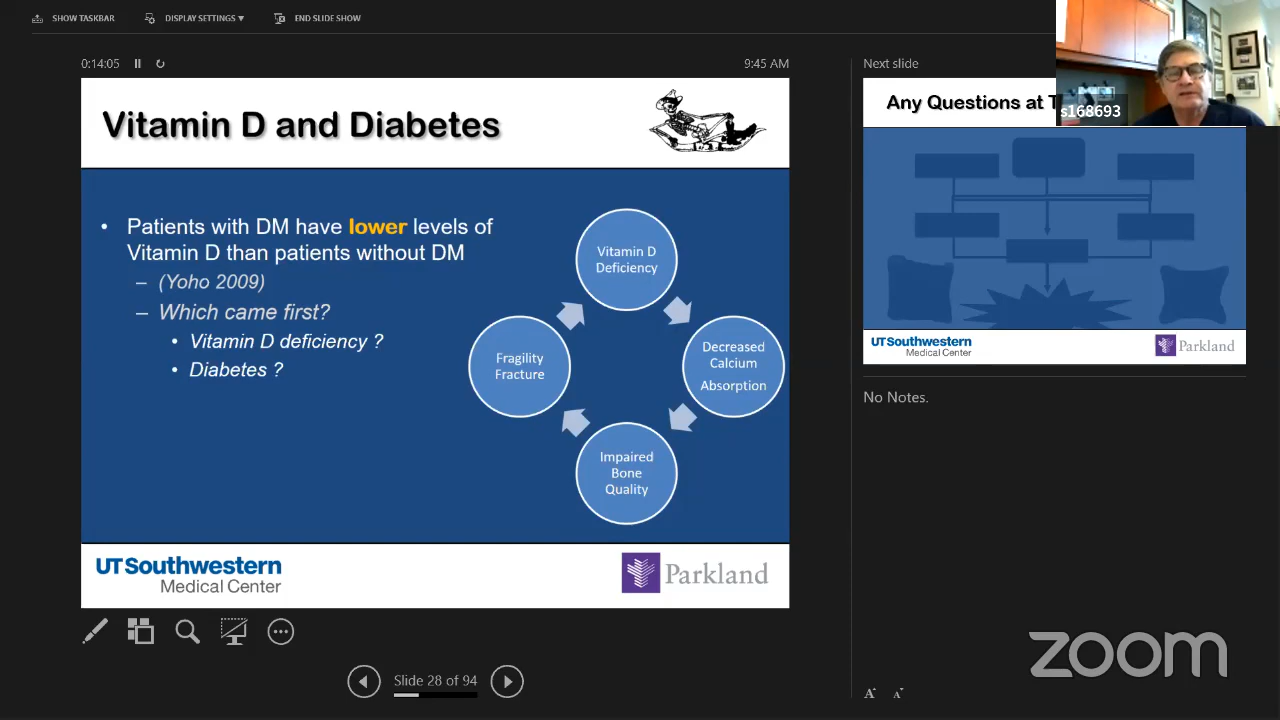 SHOW TASKBAR
DISPLAY SETTINGS ▼
END SLIDE SHOW
0:14:05
9:45 AM
Vitamin D and Diabetes
• Patients with DM have lower levels of
Vitamin D than patients without DM
– (Yoho 2009)
– Which came first?
• Vitamin D deficiency ?
• Diabetes ?
Vitamin D
Deficiency
Decreased
Calcium
Absorption
Impaired
Bone
Quality
Fragility
Fracture
UTSouthwestern
Medical Center
Parkland
Slide 28 of 94
Next slide
Any Questions at T
s168693
UTSouthwestern
Medical Center
Parkland
No Notes.
A A
zoom